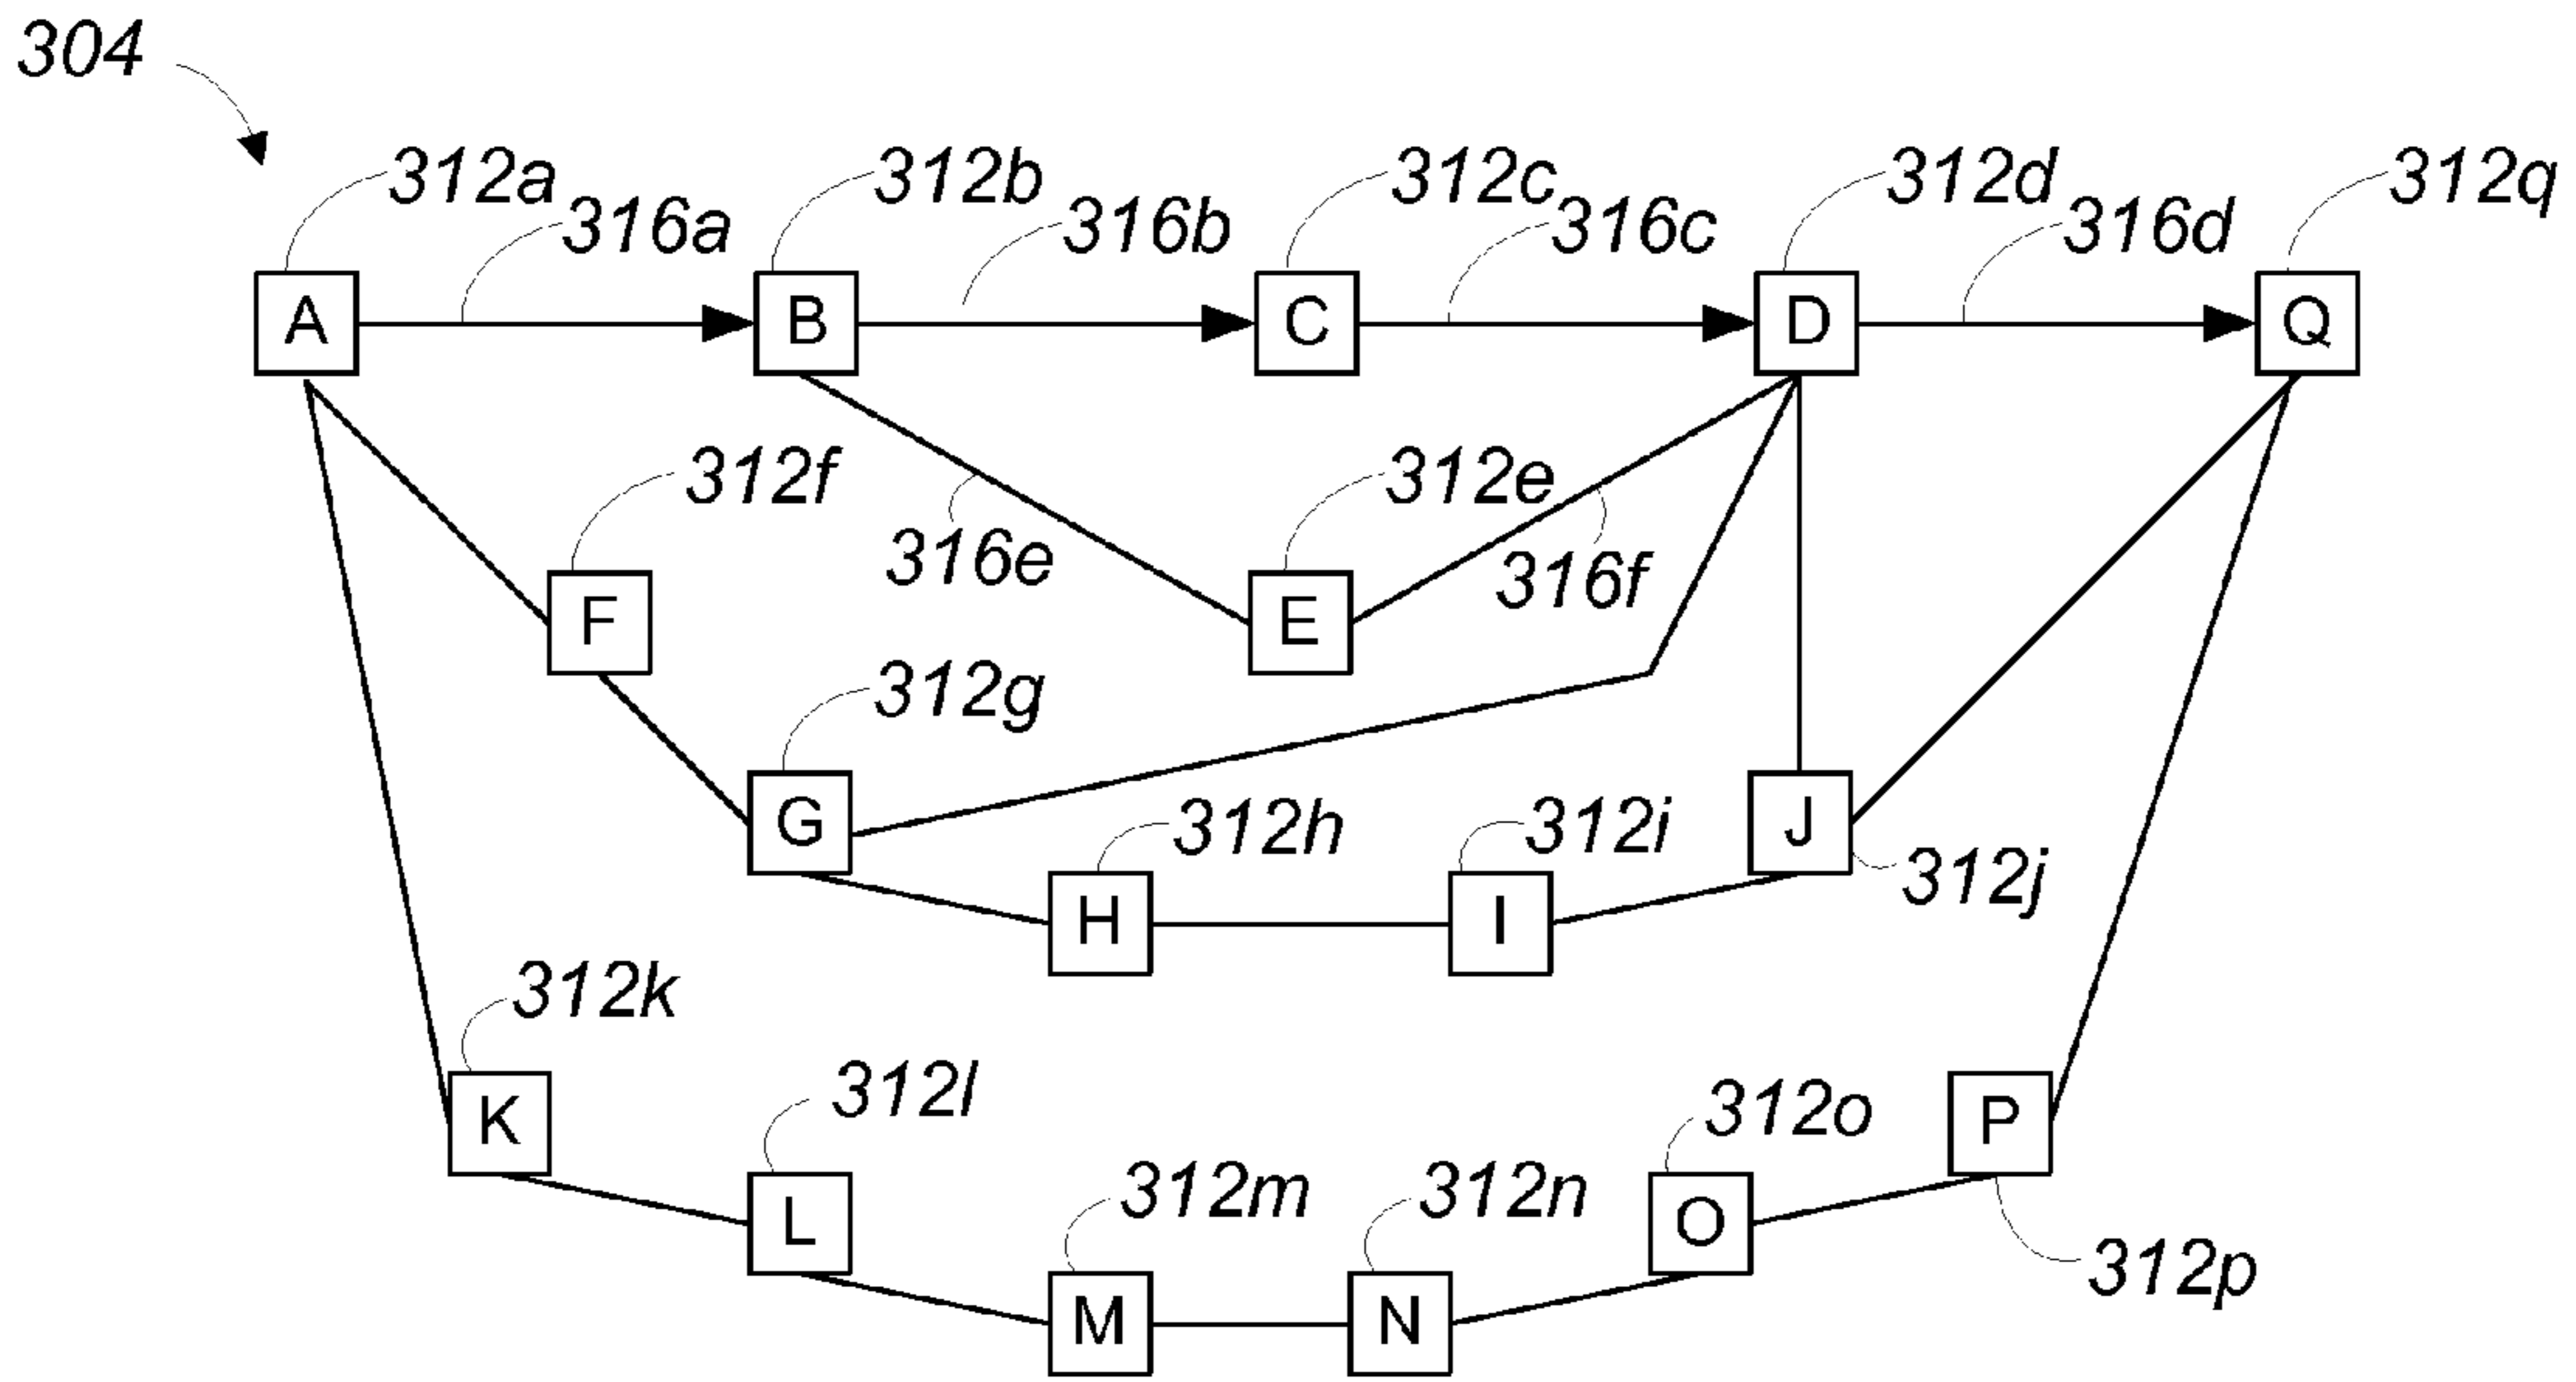 304
312a 312b 312c 312d 312q
316a 316b 316c 316d
A B C D Q
312f 312e
316e 316f
F E
312g
G J
312h 312i 312j
H I
312k
K P
312l 312o
L O
312m 312n 312p
M N